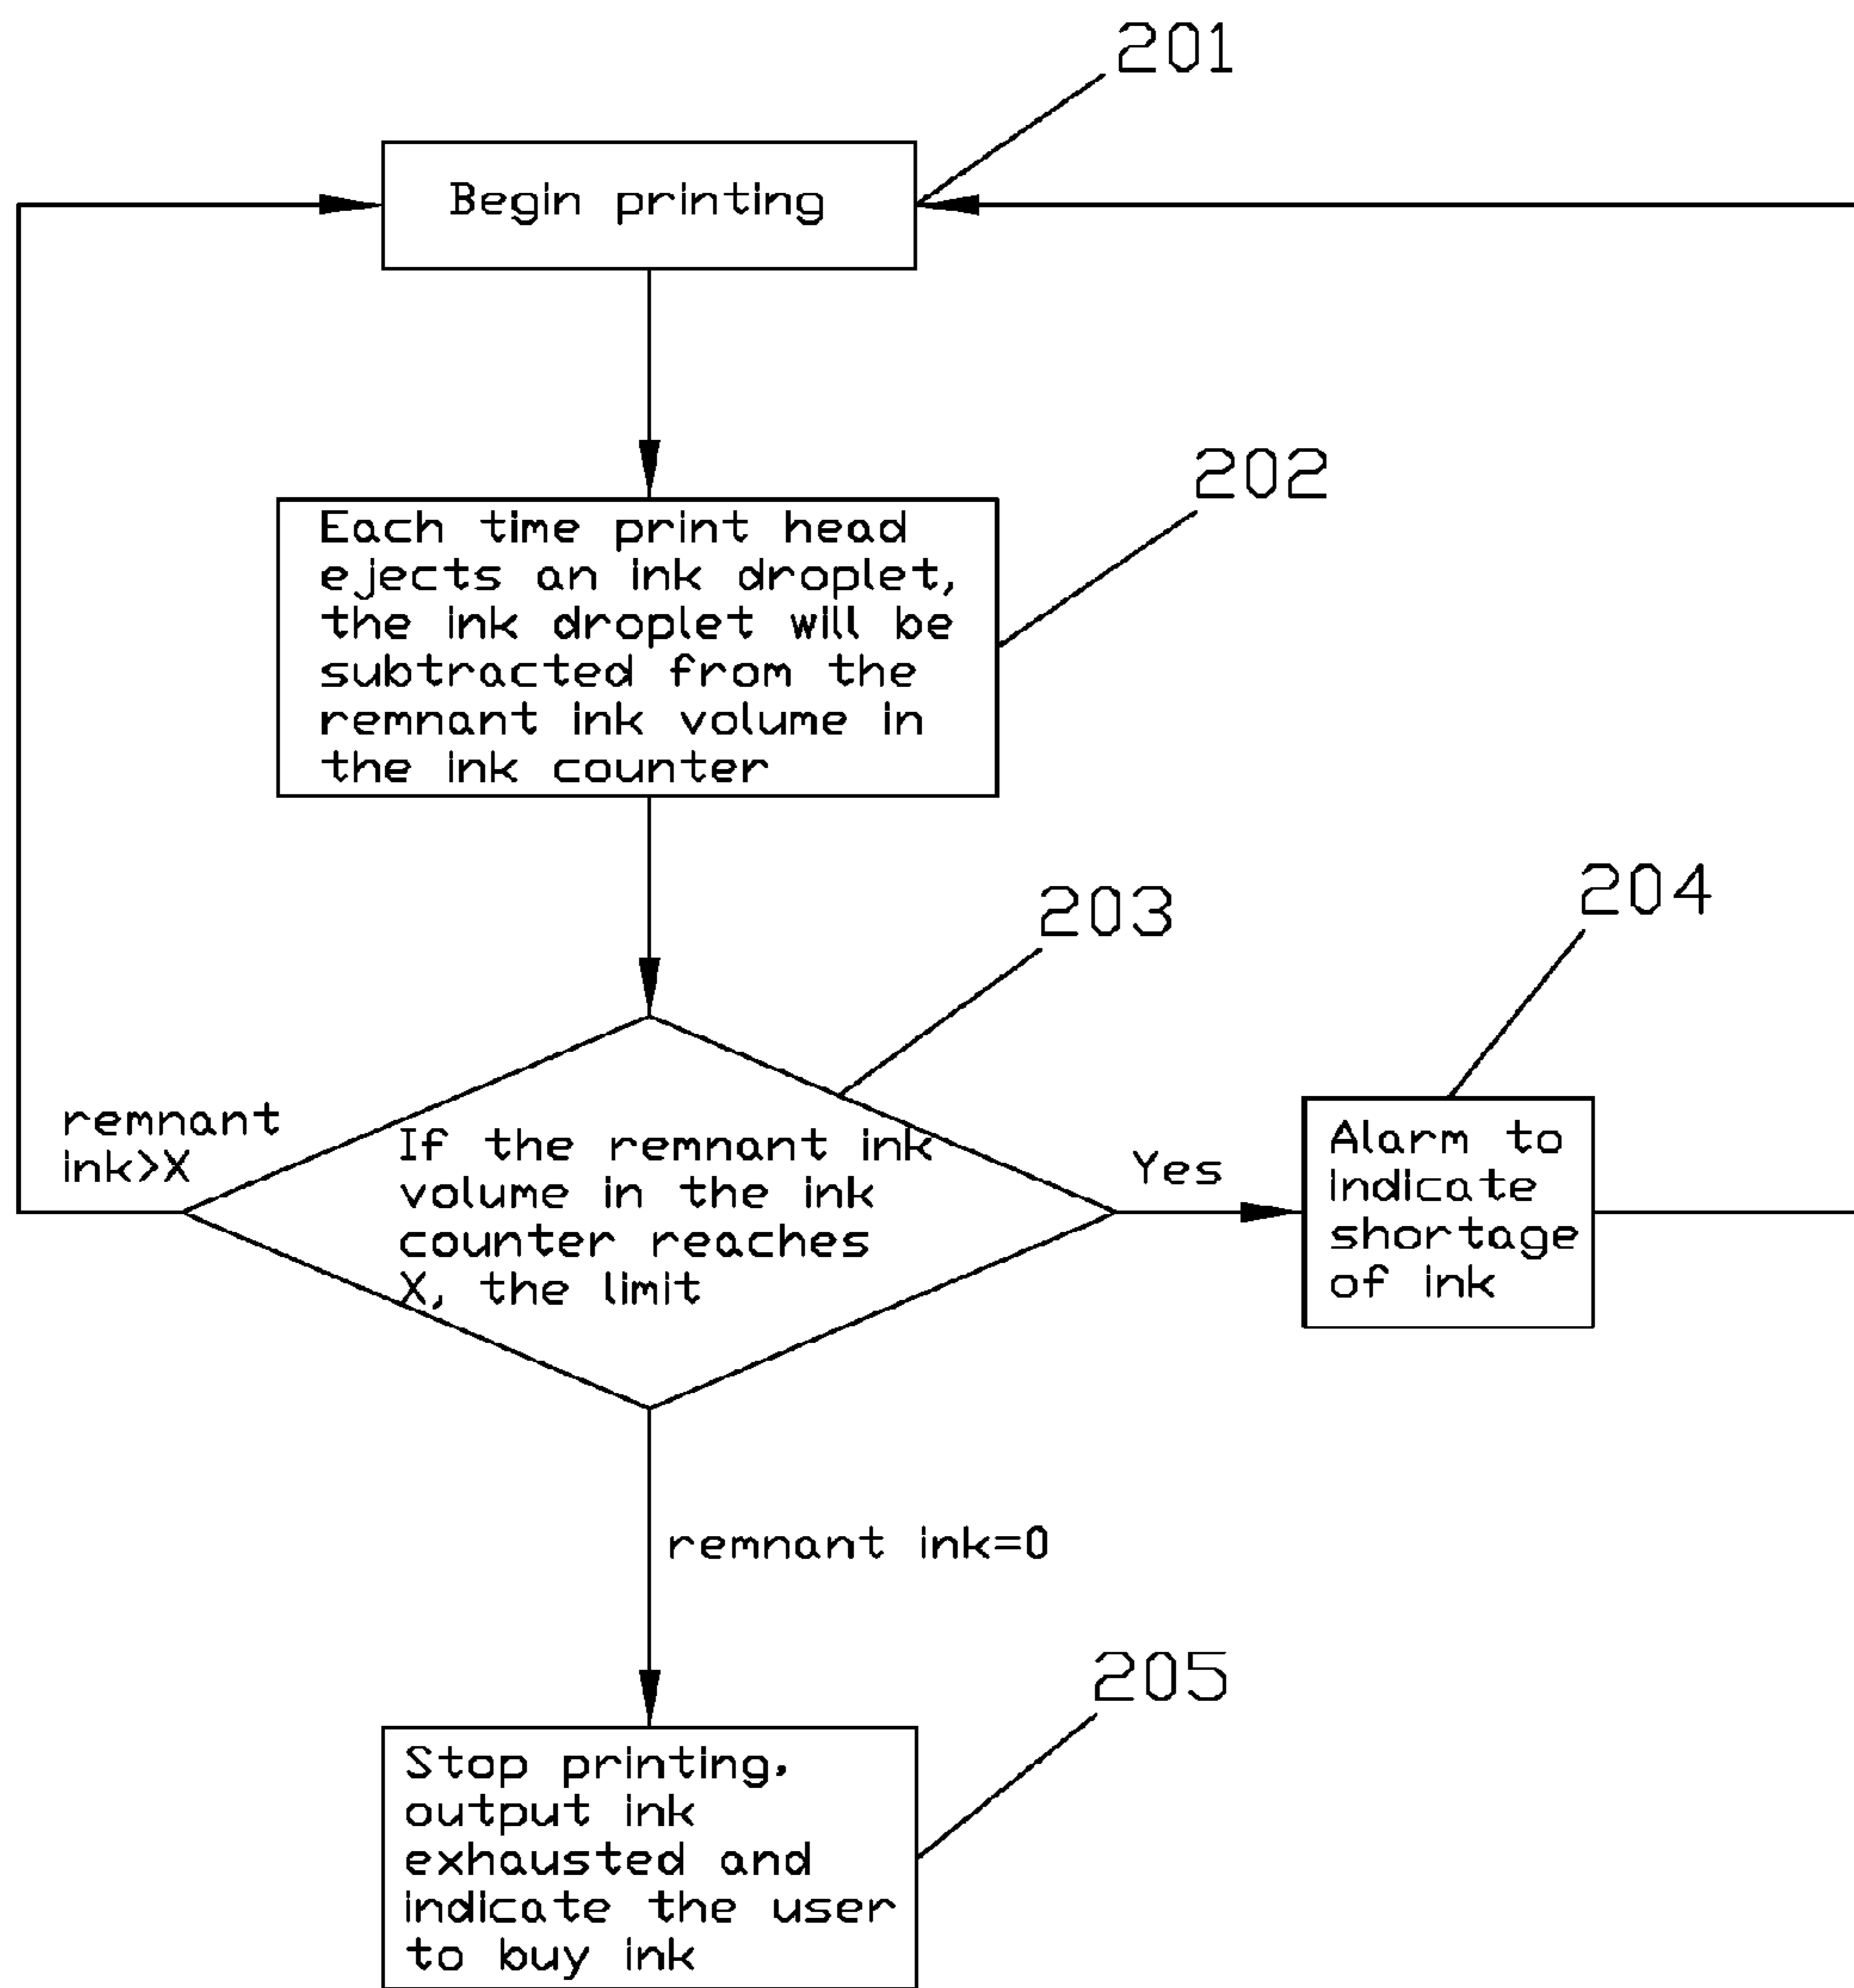 201
Begin printing
202
Each time print head
ejects an ink droplet,
the ink droplet will be
subtracted from the
remnant ink volume in
the ink counter
203
204
remnant
ink>X
If the remnant ink
volume in the ink
counter reaches
X, the limit
Yes
Alarm to
indicate
shortage
of ink
remnant ink=0
205
Stop printing,
output ink
exhausted and
indicate the user
to buy ink